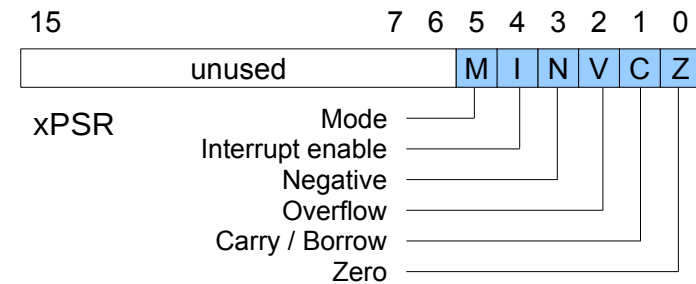 15 7 6 5 4 3 2 1 0
unused M I N V C Z
xPSR
Mode
Interrupt enable
Negative
Overflow
Carry / Borrow
Zero